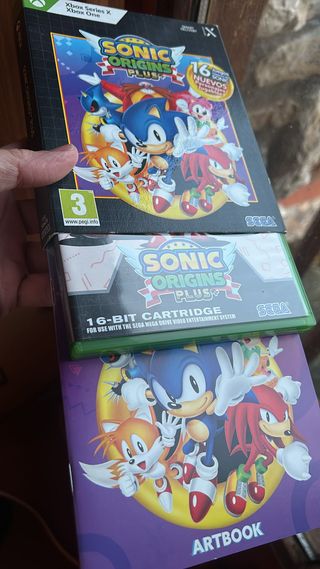 Xbox Series X
Xbox One
SONIC
ORIGINS
PLUS
16
NUEVOS
3
www.pegi.info
SEGA
SONIC
ORIGINS
PLUS
SEGA
16-BIT CARTRIDGE
FOR USE WITH THE SEGA MEGA DRIVE VIDEO ENTERTAINMENT SYSTEM
ARTBOOK